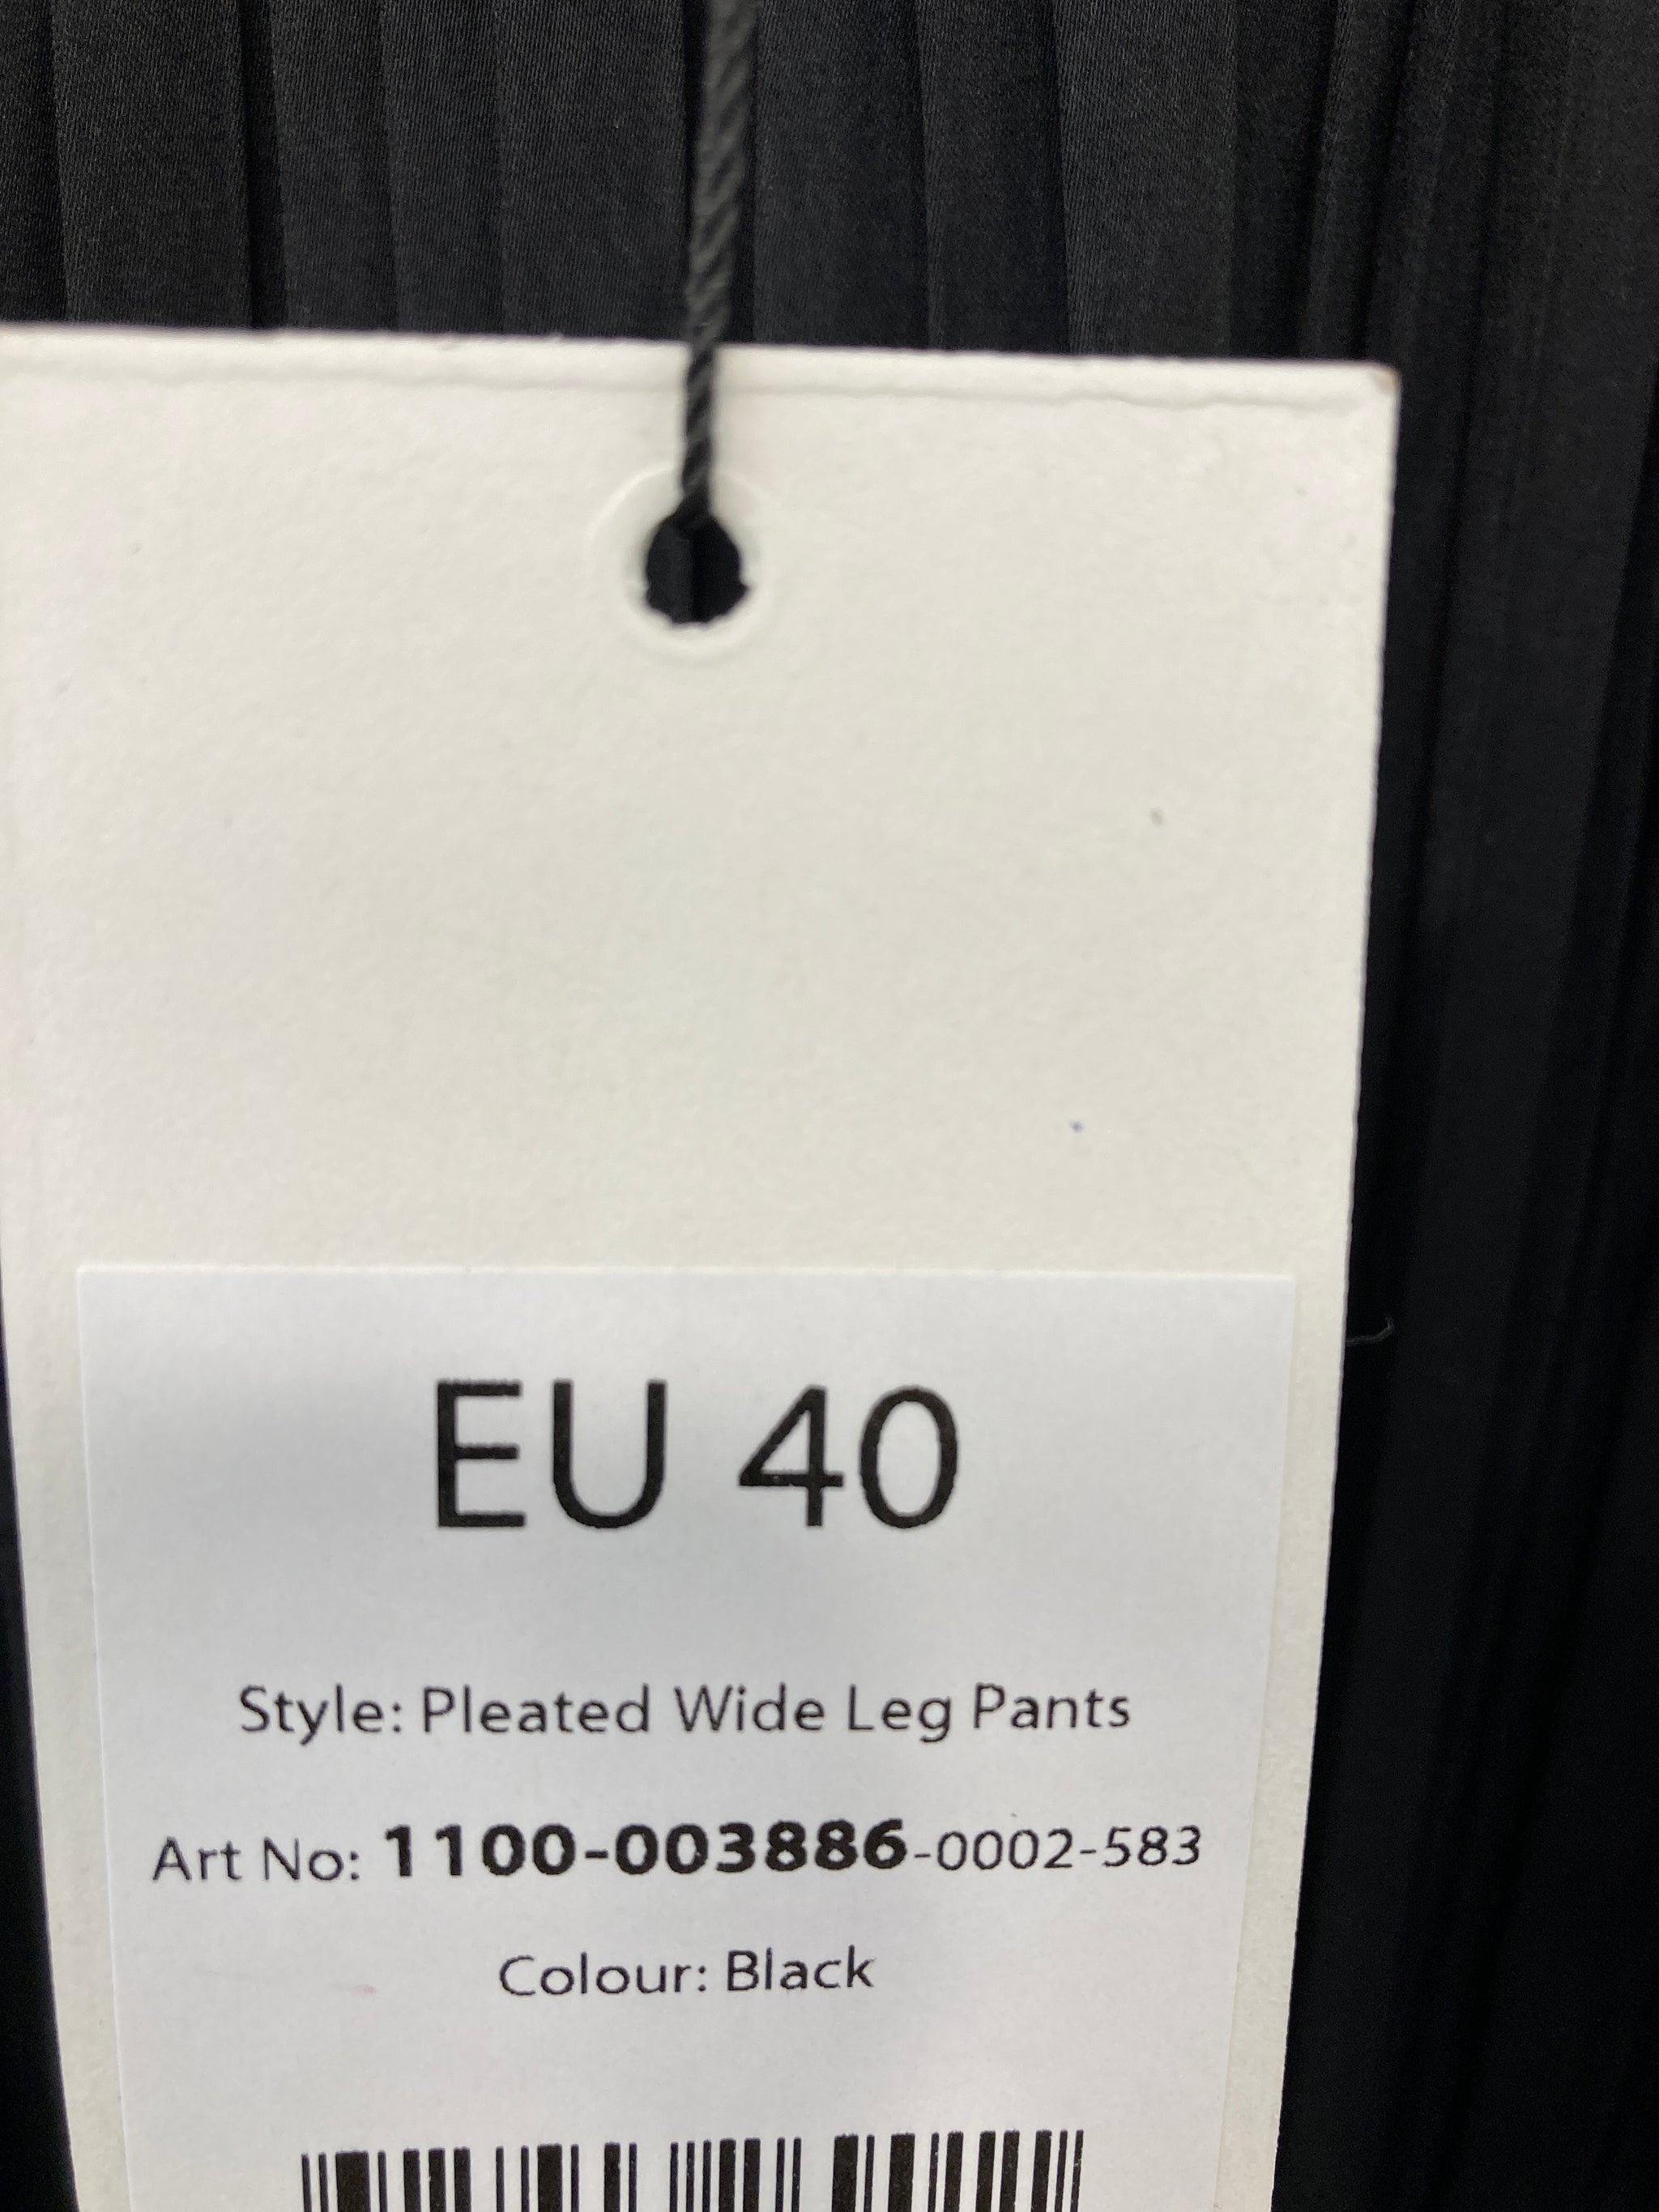 EU 40
Style: Pleated Wide Leg Pants
Art No: 1100-003886-0002-583
Colour: Black